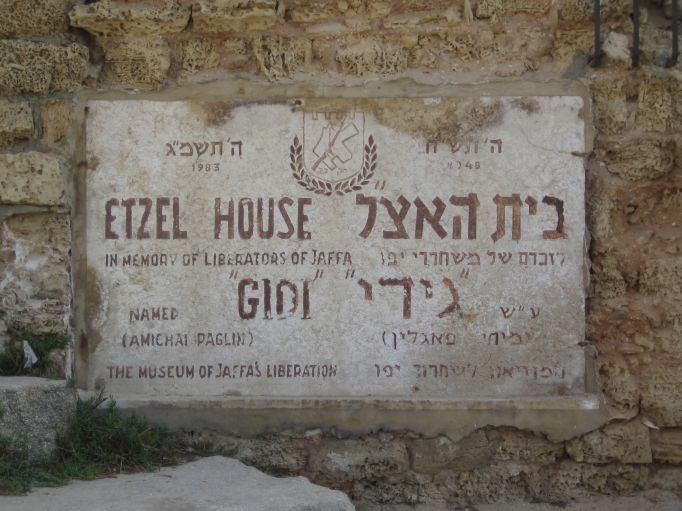 ה'תשמ"ג ה'תש"ח
1983 1948
ETZEL HOUSE בית האצ"ל
IN MEMORY OF LIBERATORS OF JAFFA לזכרם של משחררי יפו
"GIDI" "גידי"
NAMED ע"ש
(AMICHAI PAGLIN) (עמיחי פאגלין)
THE MUSEUM OF JAFFA'S LIBERATION המוזיאון לשחרור יפו